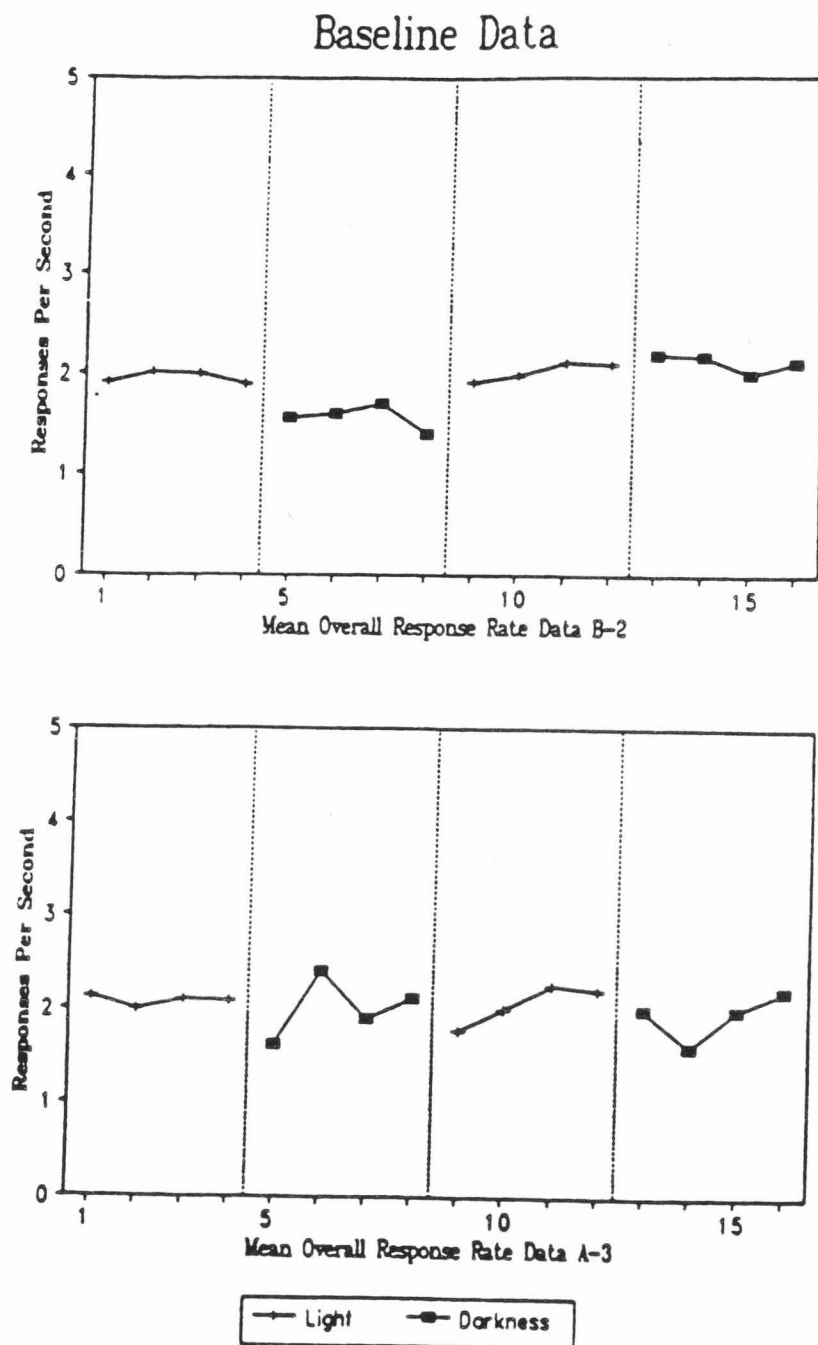 Baseline Data
5
4
3
2
1
0
Responses Per Second
1 5 10 15
Mean Overall Response Rate Data B-2
5
4
3
2
1
0
Responses Per Second
1 5 10 15
Mean Overall Response Rate Data A-3
Light Darkness